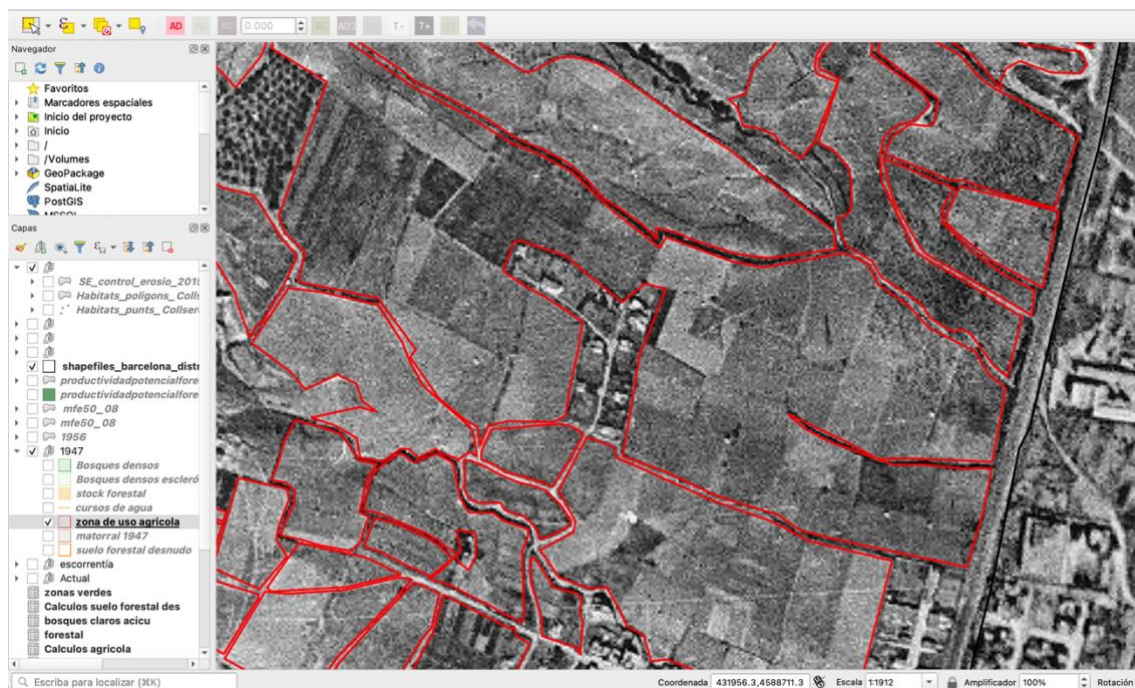 AD
0.000
T-
T+
Navegador
Favoritos
Marcadores espaciales
Inicio del proyecto
Inicio
/
/Volumes
GeoPackage
SpatiaLite
PostGIS
MSSQL
Capas
SE_control_erosio_2015
Habitats_poligons_Colls
Habitats_punts_Collser
shapefiles_barcelona_distr
productividadpotencialfore
productividadpotencialfore
mfe50_08
mfe50_08
1956
1947
Bosques densos
Bosques densos escleró
stock forestal
cursos de agua
zona de uso agricola
matorral 1947
suelo forestal desnudo
escorrentía
Actual
zonas verdes
Calculos suelo forestal des
bosques claros acicu
forestal
Calculos agricola
Escriba para localizar (⌘K)
Coordenada 431956.3,4588711.3 Escala 1:1912 Amplificador 100% Rotación